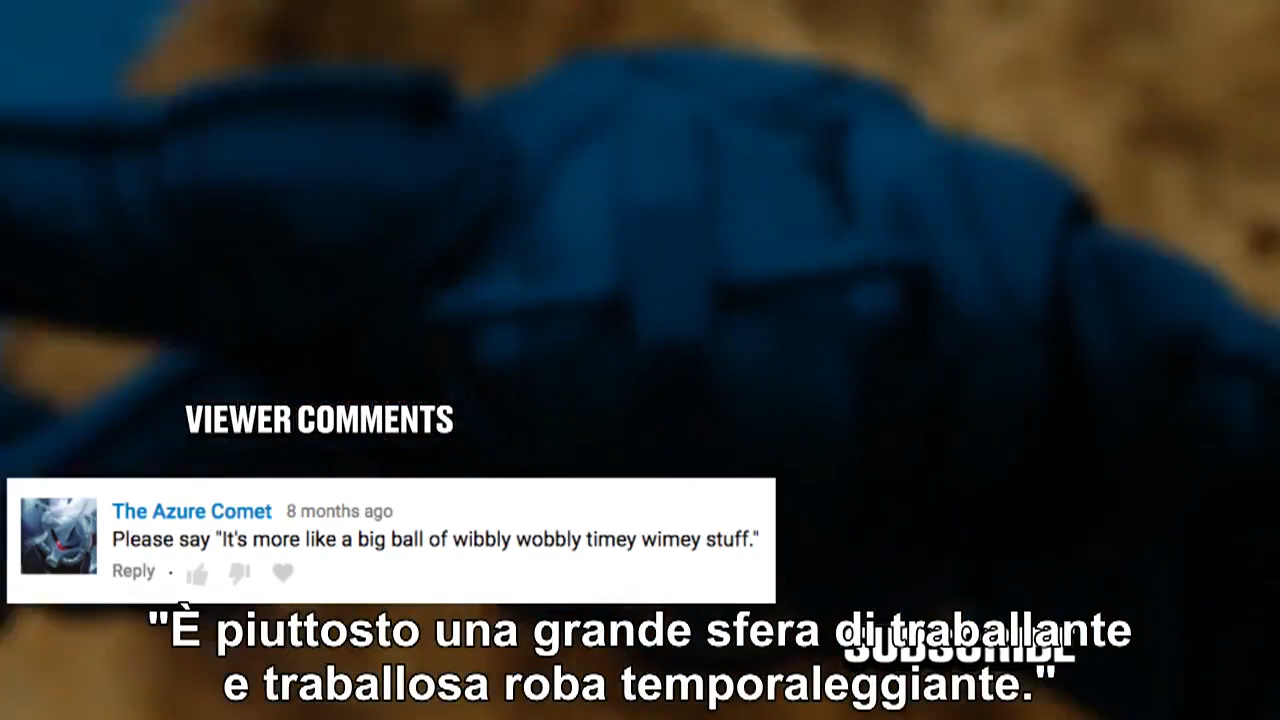 VIEWER COMMENTS
The Azure Comet 8 months ago
Please say "It's more like a big ball of wibbly wobbly timey wimey stuff."
Reply ·
SUBSCRIBE
"È piuttosto una grande sfera di traballante
e traballosa roba temporaleggiante."